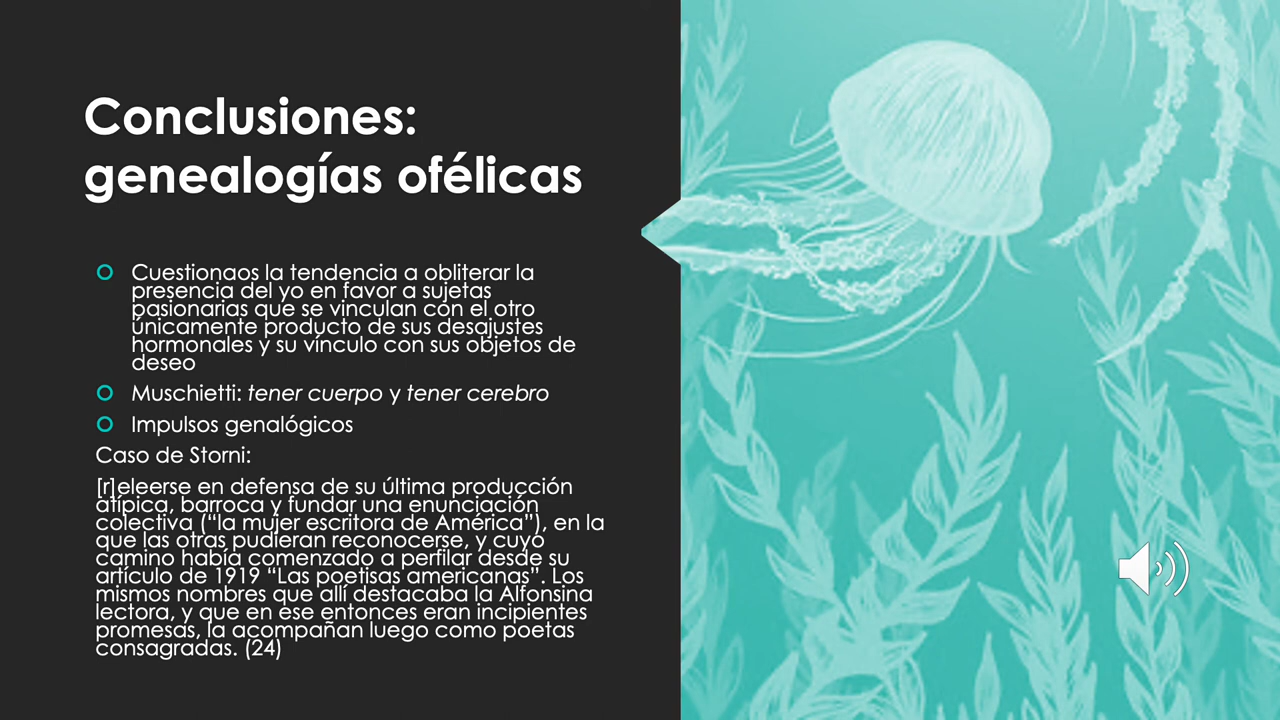 Conclusiones:
genealogías ofélicas
Cuestionaos la tendencia a obliterar la
presencia del yo en favor a sujetas
pasionarias que se vinculan con el otro
únicamente producto de sus desajustes
hormonales y su vínculo con sus objetos de
deseo
Muschietti: tener cuerpo y tener cerebro
Impulsos genalógicos
Caso de Storni:
[r]eleerse en defensa de su última producción
atípica, barroca y fundar una enunciación
colectiva (“la mujer escritora de América”), en la
que las otras pudieran reconocerse, y cuyo
camino había comenzado a perfilar desde su
artículo de 1919 “Las poetisas americanas”. Los
mismos nombres que allí destacaba la Alfonsina
lectora, y que en ese entonces eran incipientes
promesas, la acompañan luego como poetas
consagradas. (24)